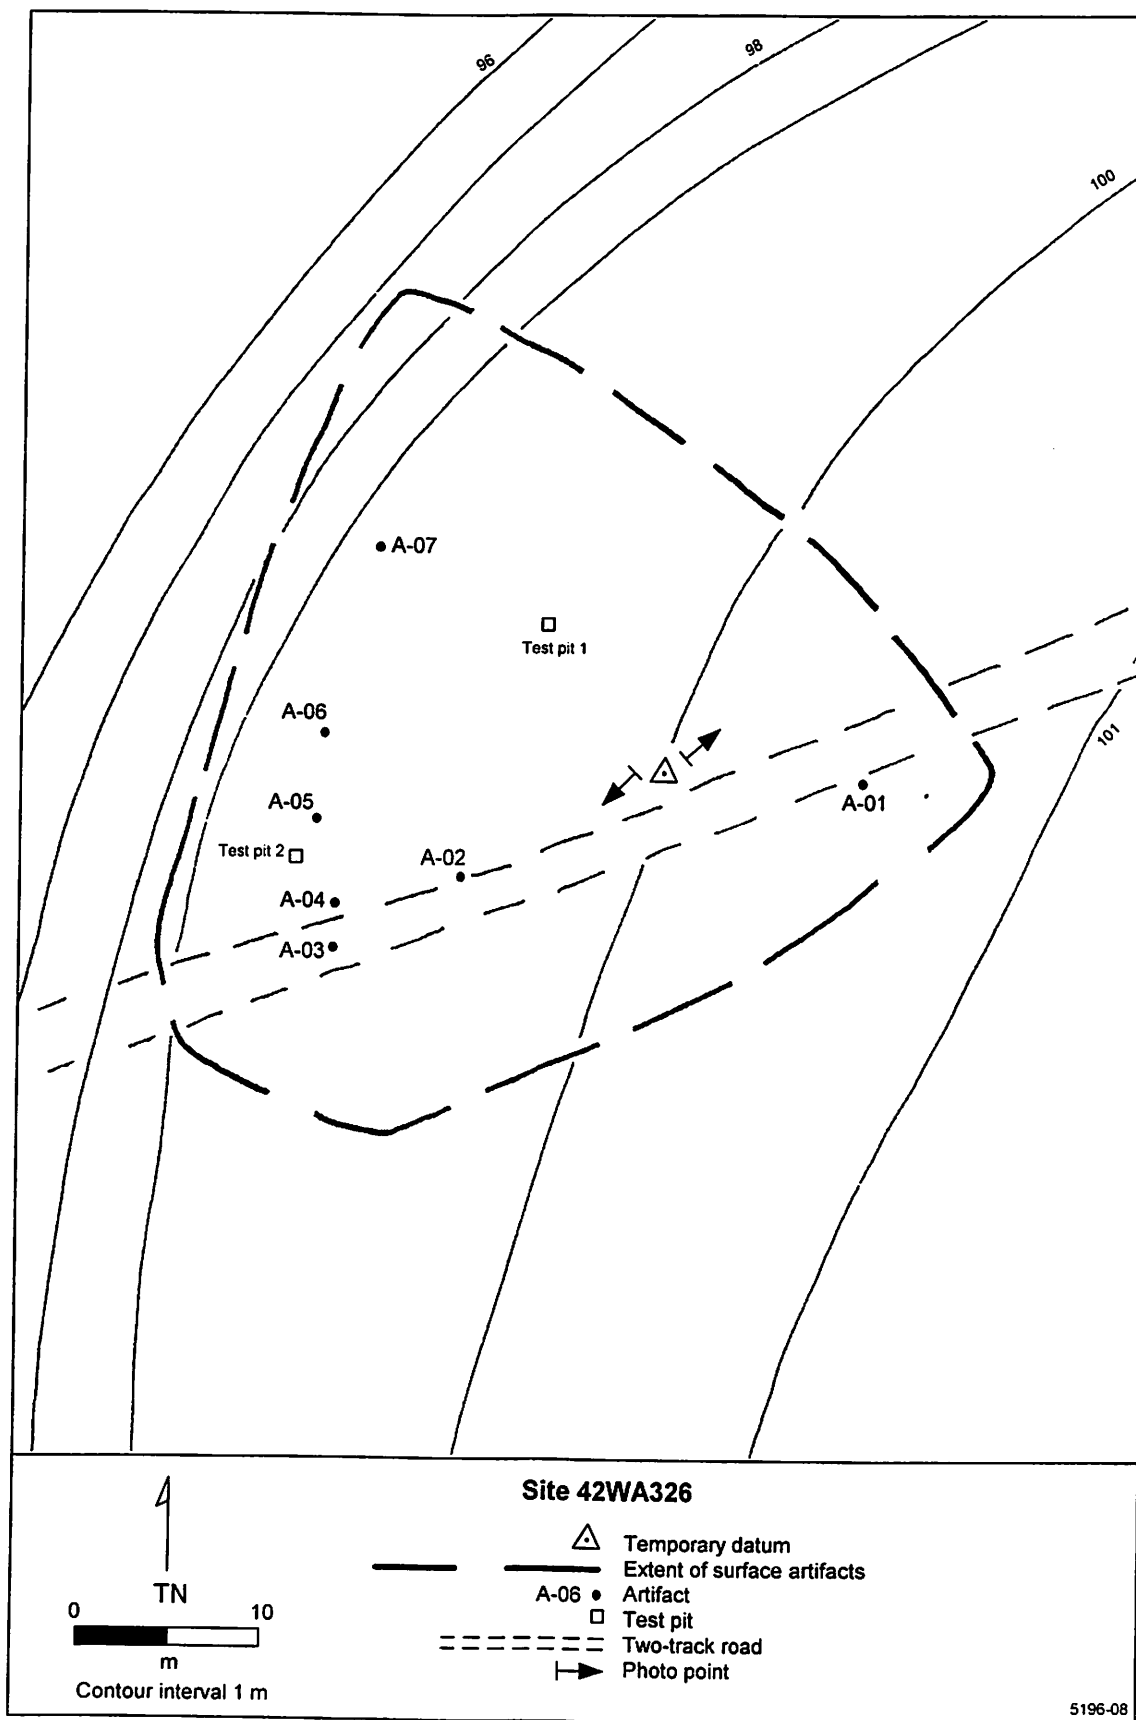 96
98
100
A-07
Test pit 1
A-06
101
A-05
A-01
Test pit 2
A-02
A-04
A-03
Site 42WA326
Temporary datum
Extent of surface artifacts
TN
A-06 Artifact
0 10
Test pit
Two-track road
m
Photo point
Contour interval 1 m
5196-08